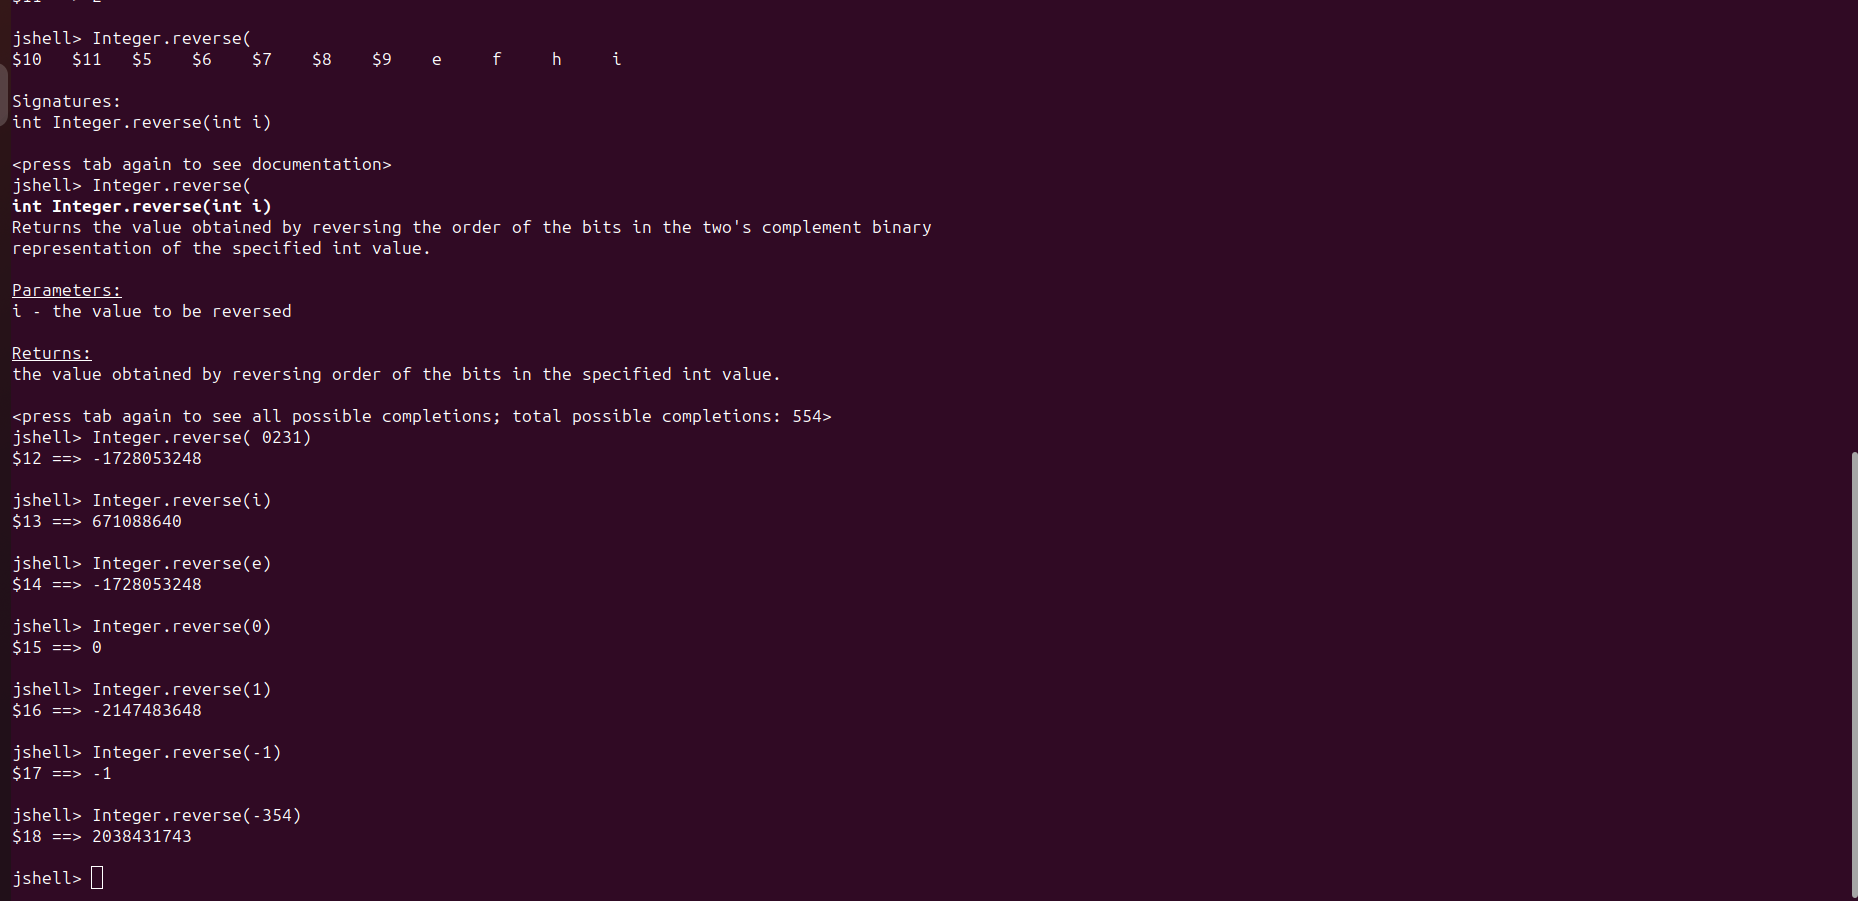 jshell> Integer.reverse(
$10   $11   $5    $6    $7    $8    $9    e     f     h     i
Signatures:
int Integer.reverse(int i)
<press tab again to see documentation>
jshell> Integer.reverse(
int Integer.reverse(int i)
Returns the value obtained by reversing the order of the bits in the two's complement binary
representation of the specified int value.
Parameters:
i - the value to be reversed
Returns:
the value obtained by reversing order of the bits in the specified int value.
<press tab again to see all possible completions; total possible completions: 554>
jshell> Integer.reverse( 0231)
$12 ==> -1728053248
jshell> Integer.reverse(i)
$13 ==> 671088640
jshell> Integer.reverse(e)
$14 ==> -1728053248
jshell> Integer.reverse(0)
$15 ==> 0
jshell> Integer.reverse(1)
$16 ==> -2147483648
jshell> Integer.reverse(-1)
$17 ==> -1
jshell> Integer.reverse(-354)
$18 ==> 2038431743
jshell>